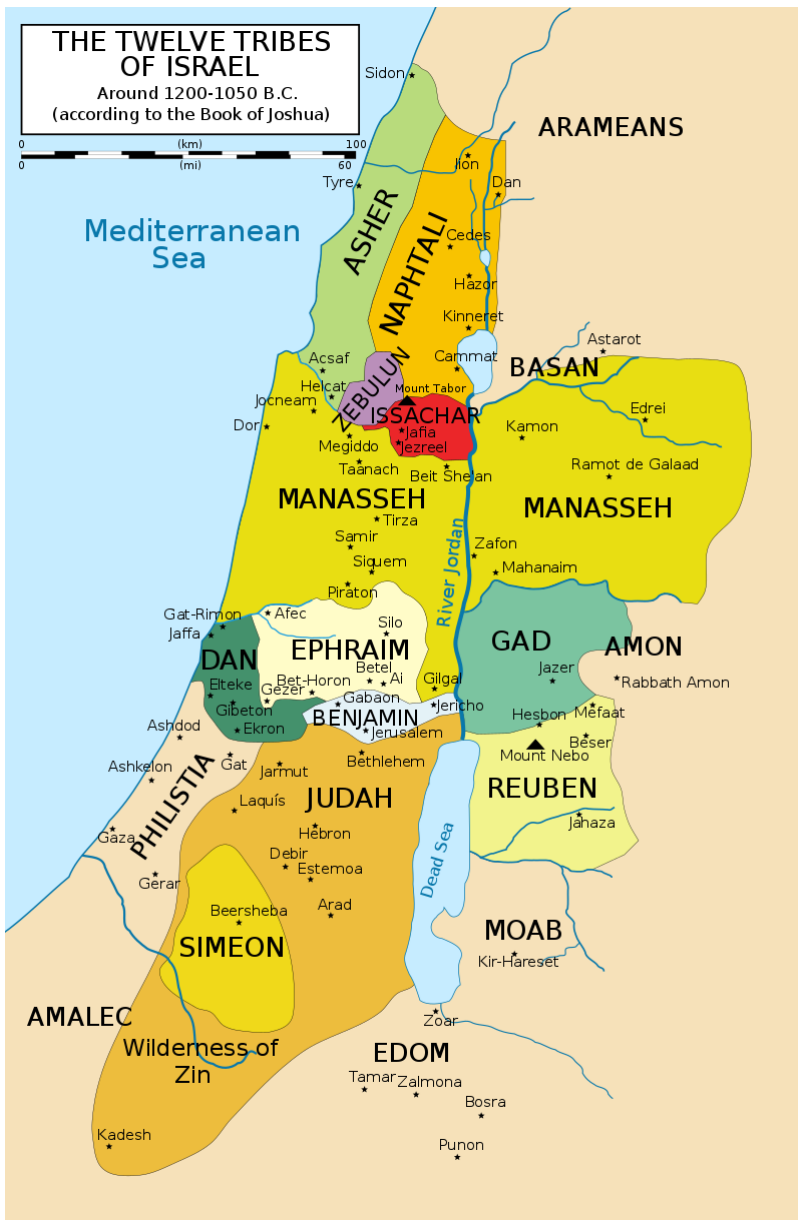 THE TWELVE TRIBES
OF ISRAEL
Around 1200-1050 B.C.
(according to the Book of Joshua)
0 (km) 100
0 (mi) 60
Sidon
ARAMEANS
Ijon
Tyre
Dan
ASHER
Mediterranean
Sea
NAPHTALI
Cedes
Hazor
Kinneret
Astarot
Acsaf
Cammat
BASAN
Helcat
ZEBULUN
Mount Tabor
Jocneam
ISSACHAR
Edrei
Dor
Jafia
Kamon
Megiddo
Jezreel
Taanach
Beit Shejan
Ramot de Galaad
MANASSEH
MANASSEH
Tirza
Samir
River Jordan
Zafon
Siquem
Mahanaim
Piraton
Gat-Rimon
Afec
Jaffa
Silo
DAN
EPHRAIM
GAD
AMON
Betel
Jazer
Elteke
Bet-Horon
Ai
Gilgal
Rabbath Amon
Gezer
Gabaon
Gibeton
Jericho
Mefaat
BENJAMIN
Hesbon
Ashdod
Ekron
Jerusalem
Beser
Gat
Bethlehem
Mount Nebo
Ashkelon
Jarmut
PHILISTIA
JUDAH
REUBEN
Laquís
Gaza
Hebron
Jahaza
Dead Sea
Debir
Gerar
Estemoa
Beersheba
Arad
SIMEON
MOAB
Kir-Hareset
AMALEC
Zoar
Wilderness of
Zin
EDOM
Tamar
Zalmona
Bosra
Kadesh
Punon